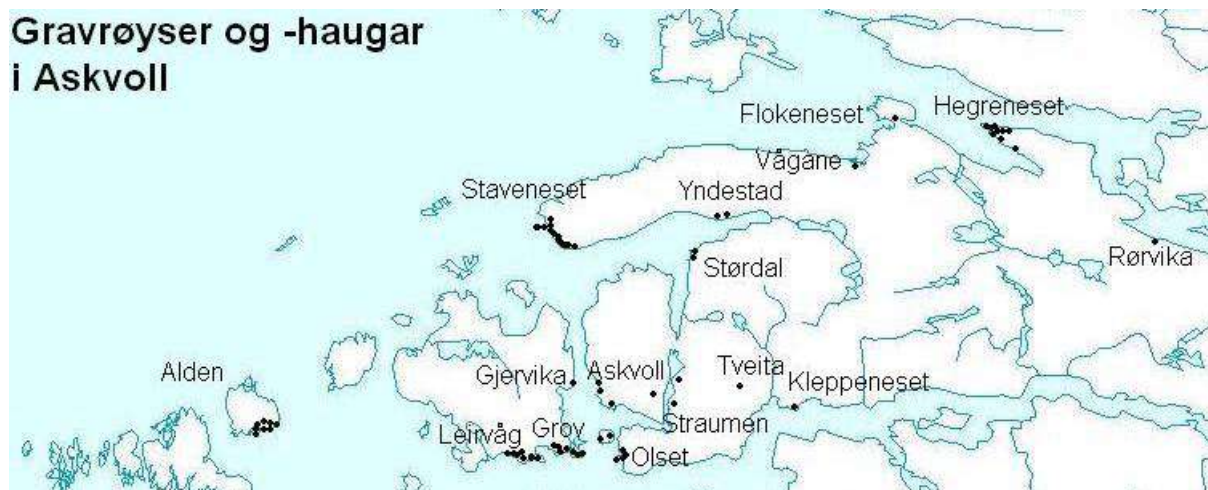 Gravrøyser og -haugar
i Askvoll
Flokeneset
Hegreneset
Vågane
Staveneset
Yndestad
Størdal
Rørvika
Alden
Gjervika
Askvoll
Tveita
Kleppeneset
Straumen
Leirvåg
Grov
Olset